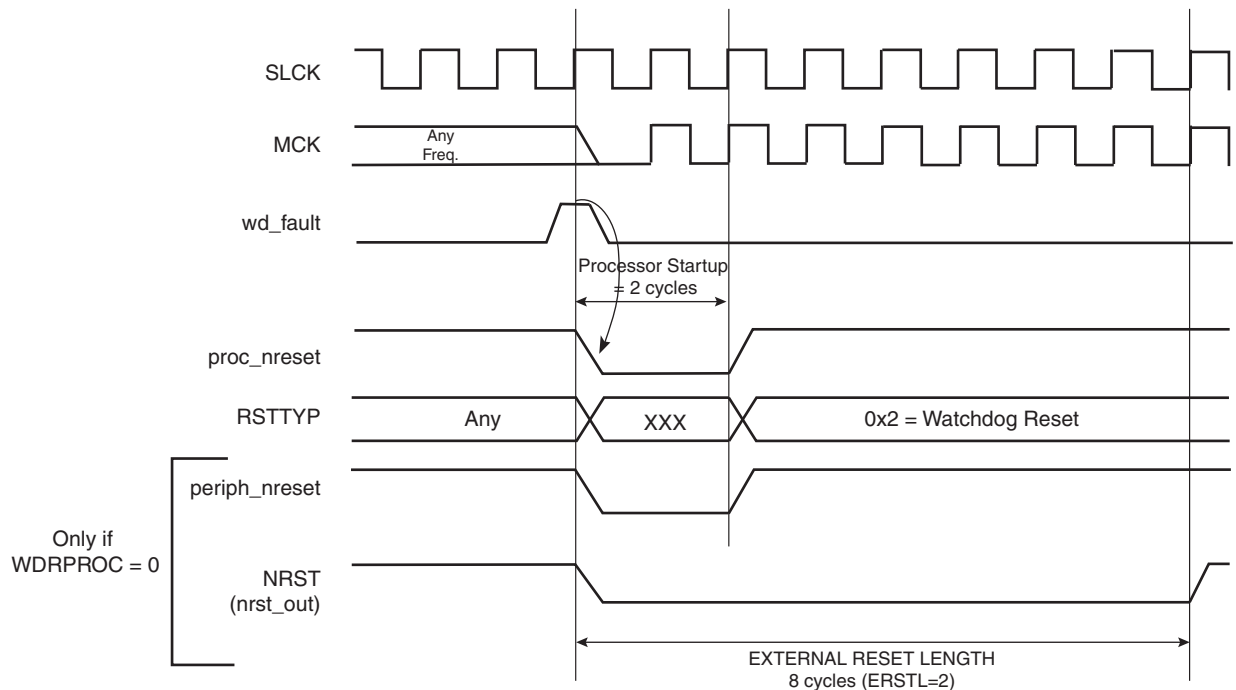 SLCK
MCK
Any
Freq.
wd_fault
Processor Startup
= 2 cycles
proc_nreset
RSTTYP
Any
XXX
0x2 = Watchdog Reset
periph_nreset
Only if
WDRPROC = 0
NRST
(nrst_out)
EXTERNAL RESET LENGTH
8 cycles (ERSTL=2)